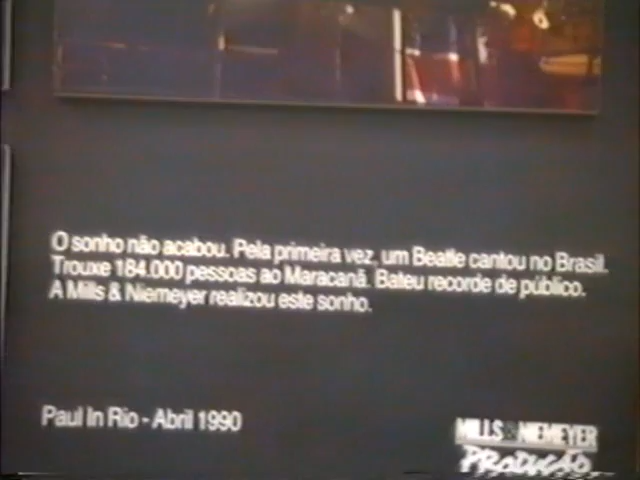 O sonho não acabou. Pela primeira vez, um Beatle cantou no Brasil.
Trouxe 184.000 pessoas ao Maracanã. Bateu recorde de público.
A Mills & Niemeyer realizou este sonho.
Paul In Rio - Abril 1990
MILLS & NIEMEYER
PRODUÇÃO